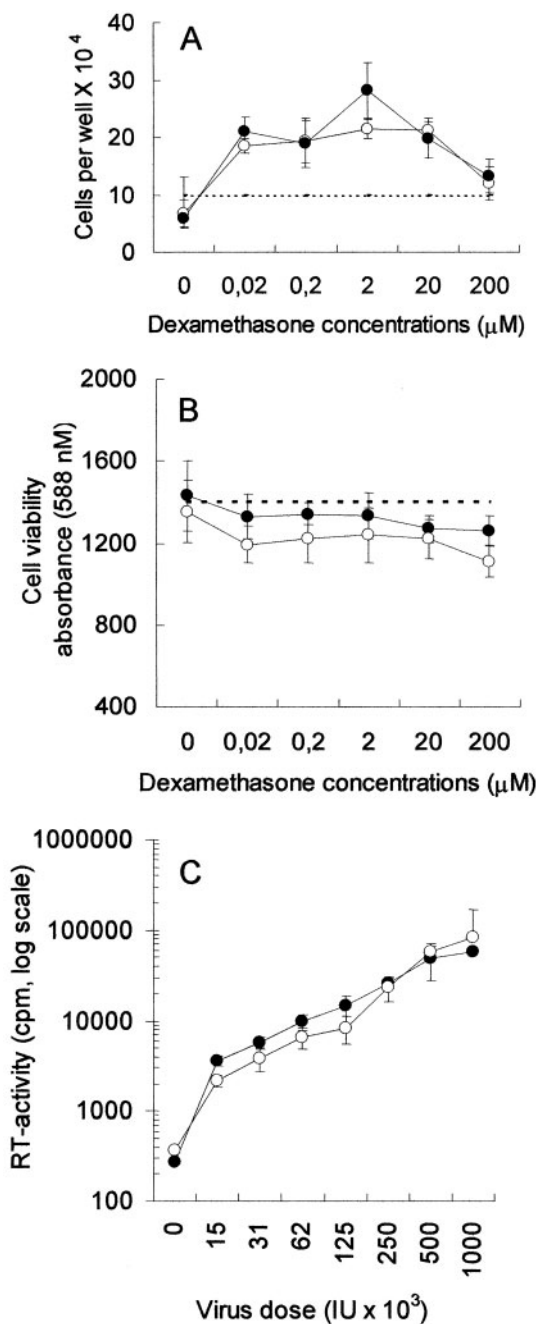 A
Cells per well X 10⁴
40
30
20
10
0
0 0,02 0,2 2 20 200
Dexamethasone concentrations (μM)
B
Cell viability
absorbance (588 nM)
2000
1600
1200
800
400
0 0,02 0,2 2 20 200
Dexamethasone concentrations (μM)
C
RT-activity (cpm, log scale)
1000000
100000
10000
1000
100
0 15 31 62 125 250 500 1000
Virus dose (IU x 10³)